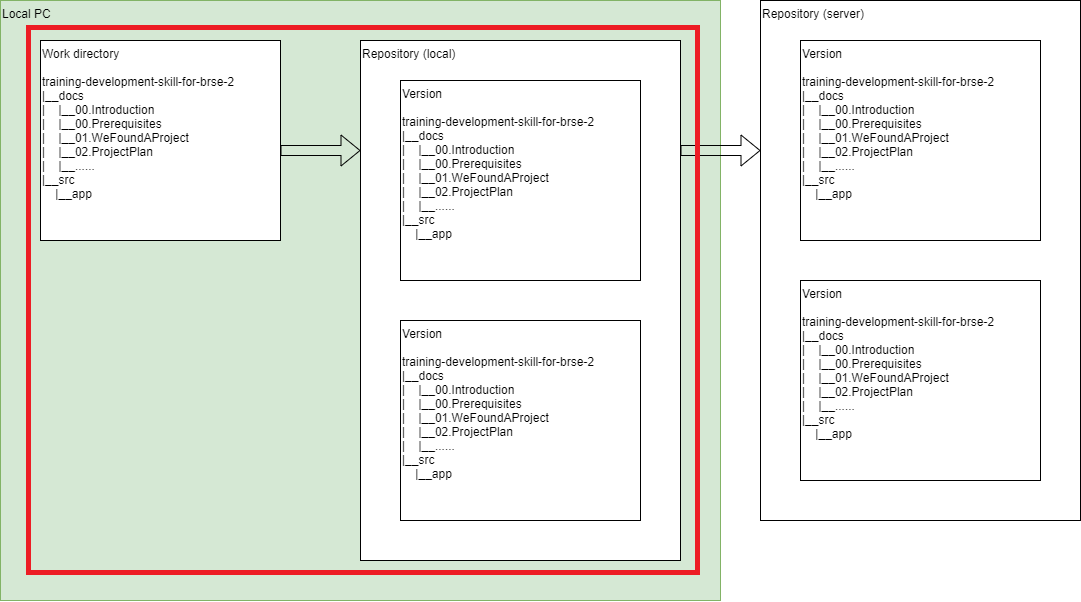 Local PC
Work directory
training-development-skill-for-brse-2
|__docs
|    |__00.Introduction
|    |__00.Prerequisites
|    |__01.WeFoundAProject
|    |__02.ProjectPlan
|    |__......
|__src
    |__app
Repository (local)
Version
training-development-skill-for-brse-2
|__docs
|    |__00.Introduction
|    |__00.Prerequisites
|    |__01.WeFoundAProject
|    |__02.ProjectPlan
|    |__......
|__src
    |__app
Version
training-development-skill-for-brse-2
|__docs
|    |__00.Introduction
|    |__00.Prerequisites
|    |__01.WeFoundAProject
|    |__02.ProjectPlan
|    |__......
|__src
    |__app
Repository (server)
Version
training-development-skill-for-brse-2
|__docs
|    |__00.Introduction
|    |__00.Prerequisites
|    |__01.WeFoundAProject
|    |__02.ProjectPlan
|    |__......
|__src
    |__app
Version
training-development-skill-for-brse-2
|__docs
|    |__00.Introduction
|    |__00.Prerequisites
|    |__01.WeFoundAProject
|    |__02.ProjectPlan
|    |__......
|__src
    |__app